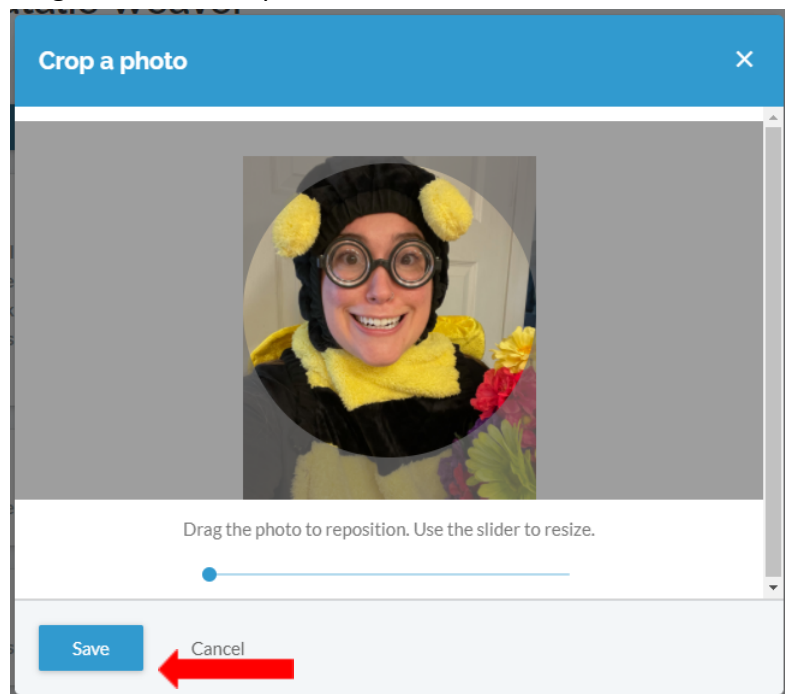 Crop a photo
Drag the photo to reposition. Use the slider to resize.
Save
Cancel